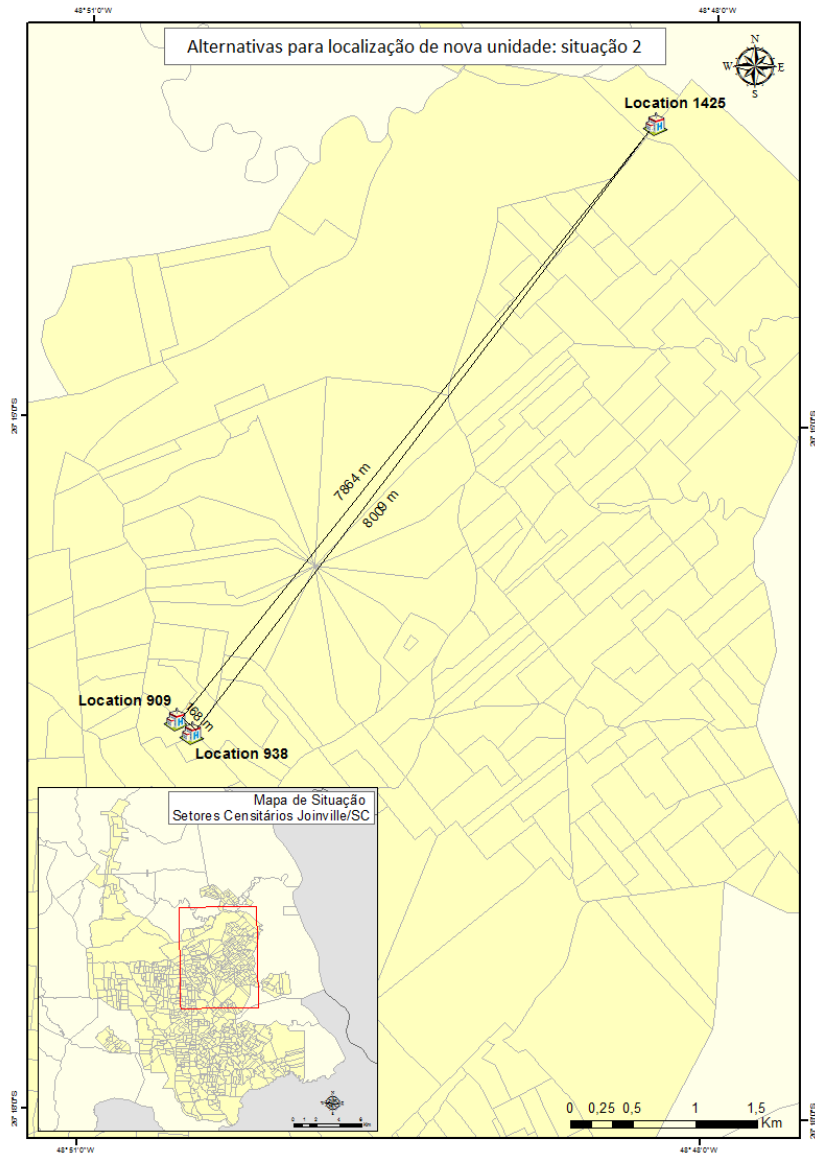 48°51'0"W
48°48'0"W
Alternativas para localização de nova unidade: situação 2
N
W
E
S
Location 1425
7864 m
8009 m
Location 909
168 m
Location 938
Mapa de Situação
Setores Censitários Joinville/SC
0 0,25 0,5 1 1,5
Km
48°51'0"W
48°48'0"W